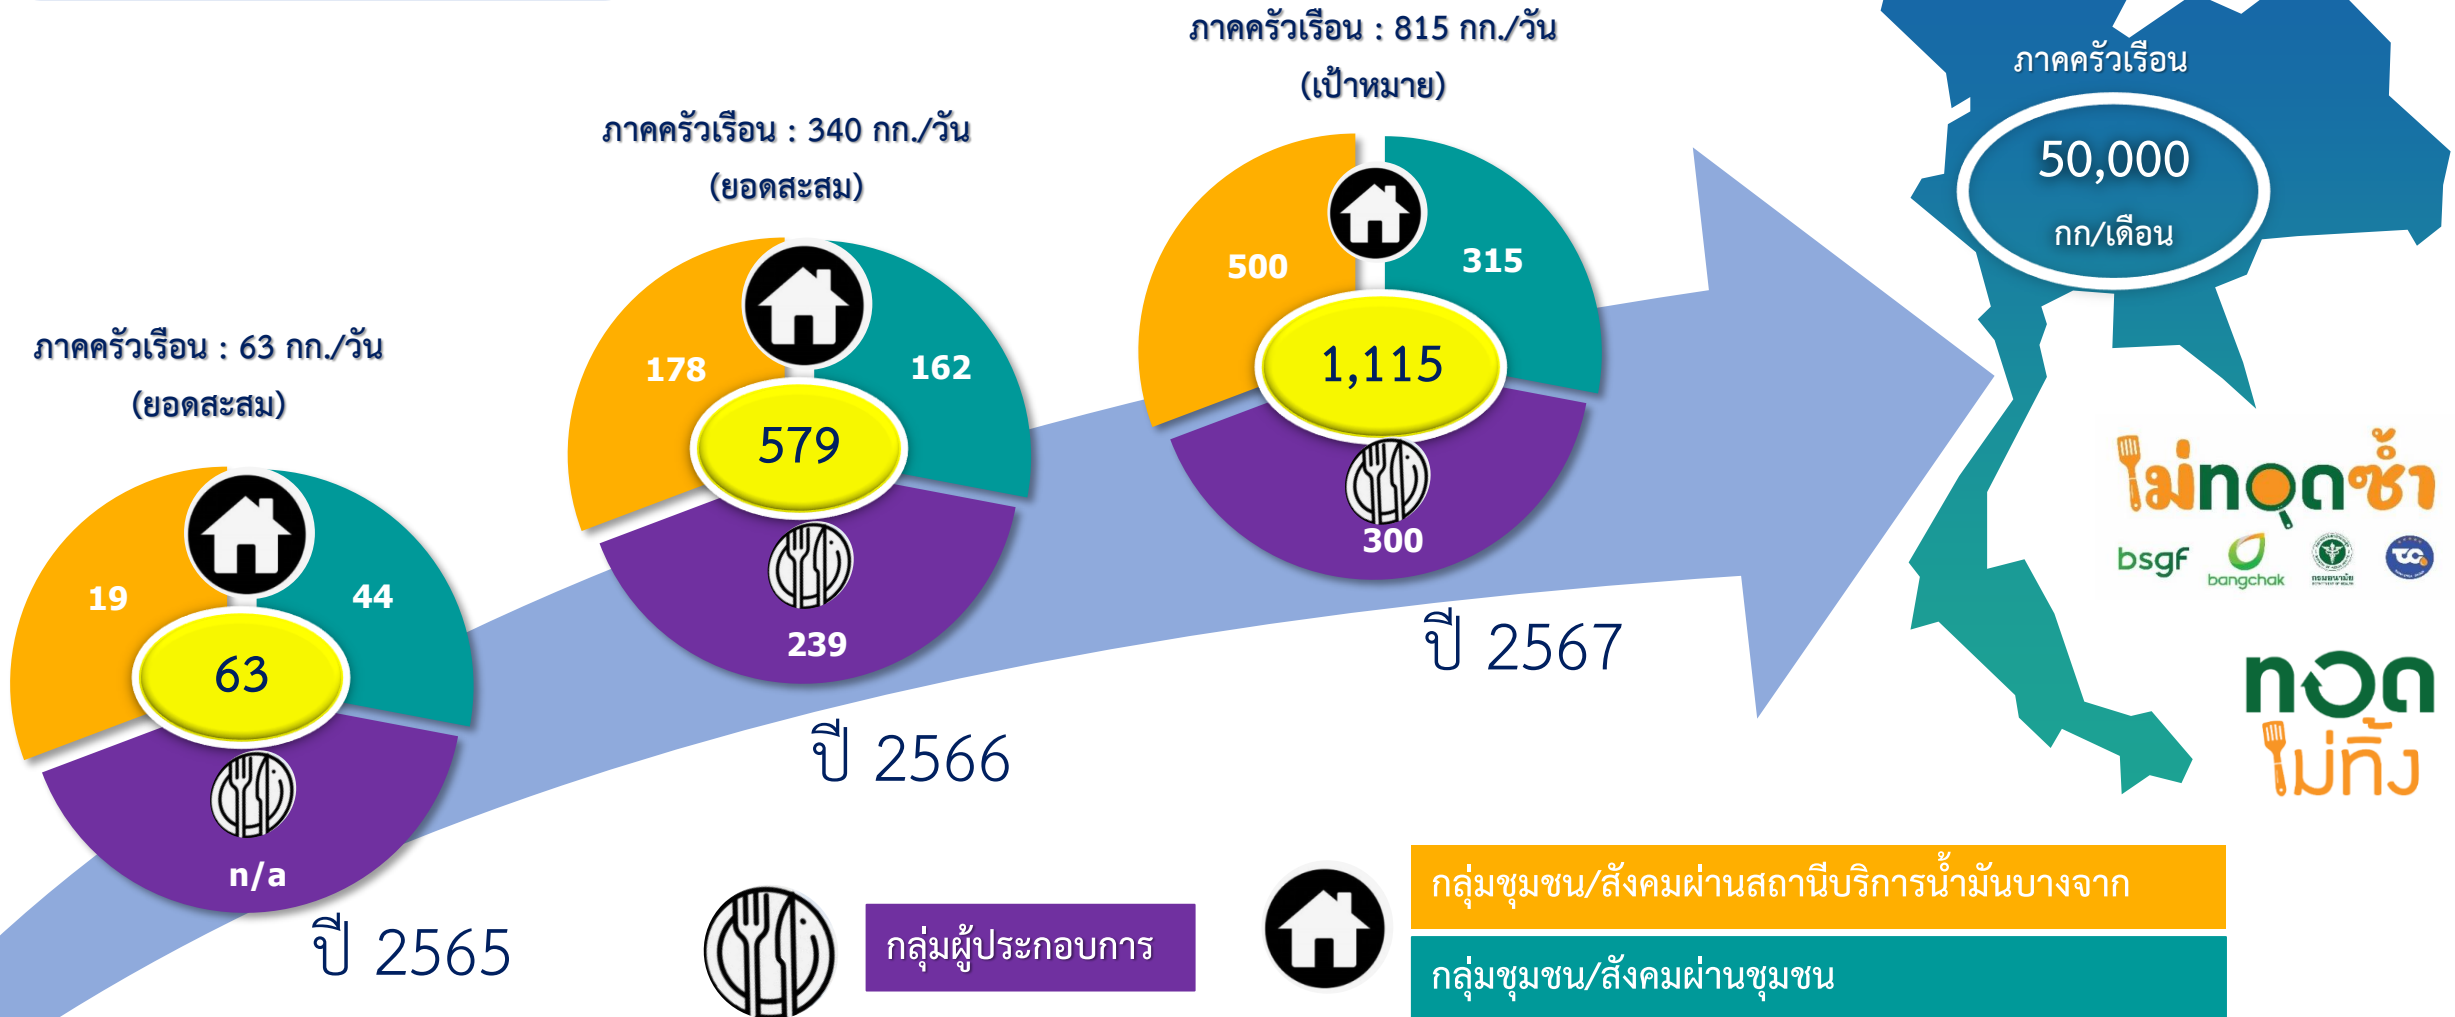 ภาคครัวเรือน : 63 กก./วัน
(ยอดสะสม)
19
44
63
n/a
ปี 2565
ภาคครัวเรือน : 340 กก./วัน
(ยอดสะสม)
178
162
579
239
ปี 2566
ภาคครัวเรือน : 815 กก./วัน
(เป้าหมาย)
500
315
1,115
300
ปี 2567
ภาคครัวเรือน
50,000
กก/เดือน
ไม่ทอดซ้ำ
bsgf
bangchak
กรมอนามัย
ทอด
ไม่ทิ้ง
กลุ่มผู้ประกอบการ
กลุ่มชุมชน/สังคมผ่านสถานีบริการน้ำมันบางจาก
กลุ่มชุมชน/สังคมผ่านชุมชน